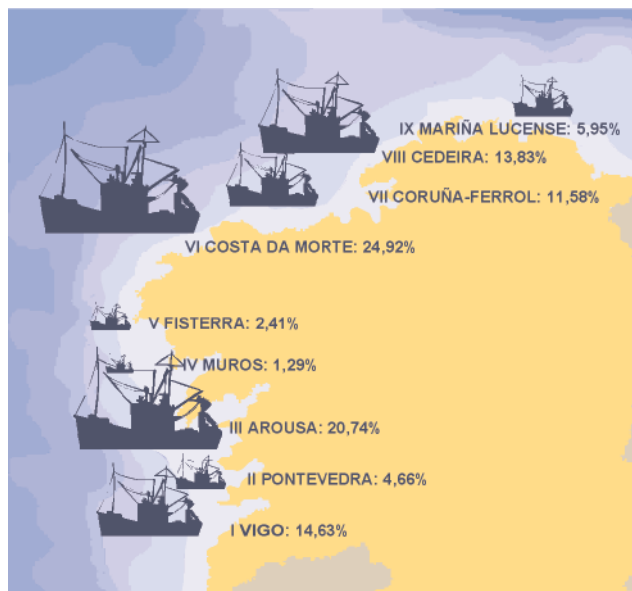 IX MARIÑA LUCENSE: 5,95%
VIII CEDEIRA: 13,83%
VII CORUÑA-FERROL: 11,58%
VI COSTA DA MORTE: 24,92%
V FISTERRA: 2,41%
IV MUROS: 1,29%
III AROUSA: 20,74%
II PONTEVEDRA: 4,66%
I VIGO: 14,63%